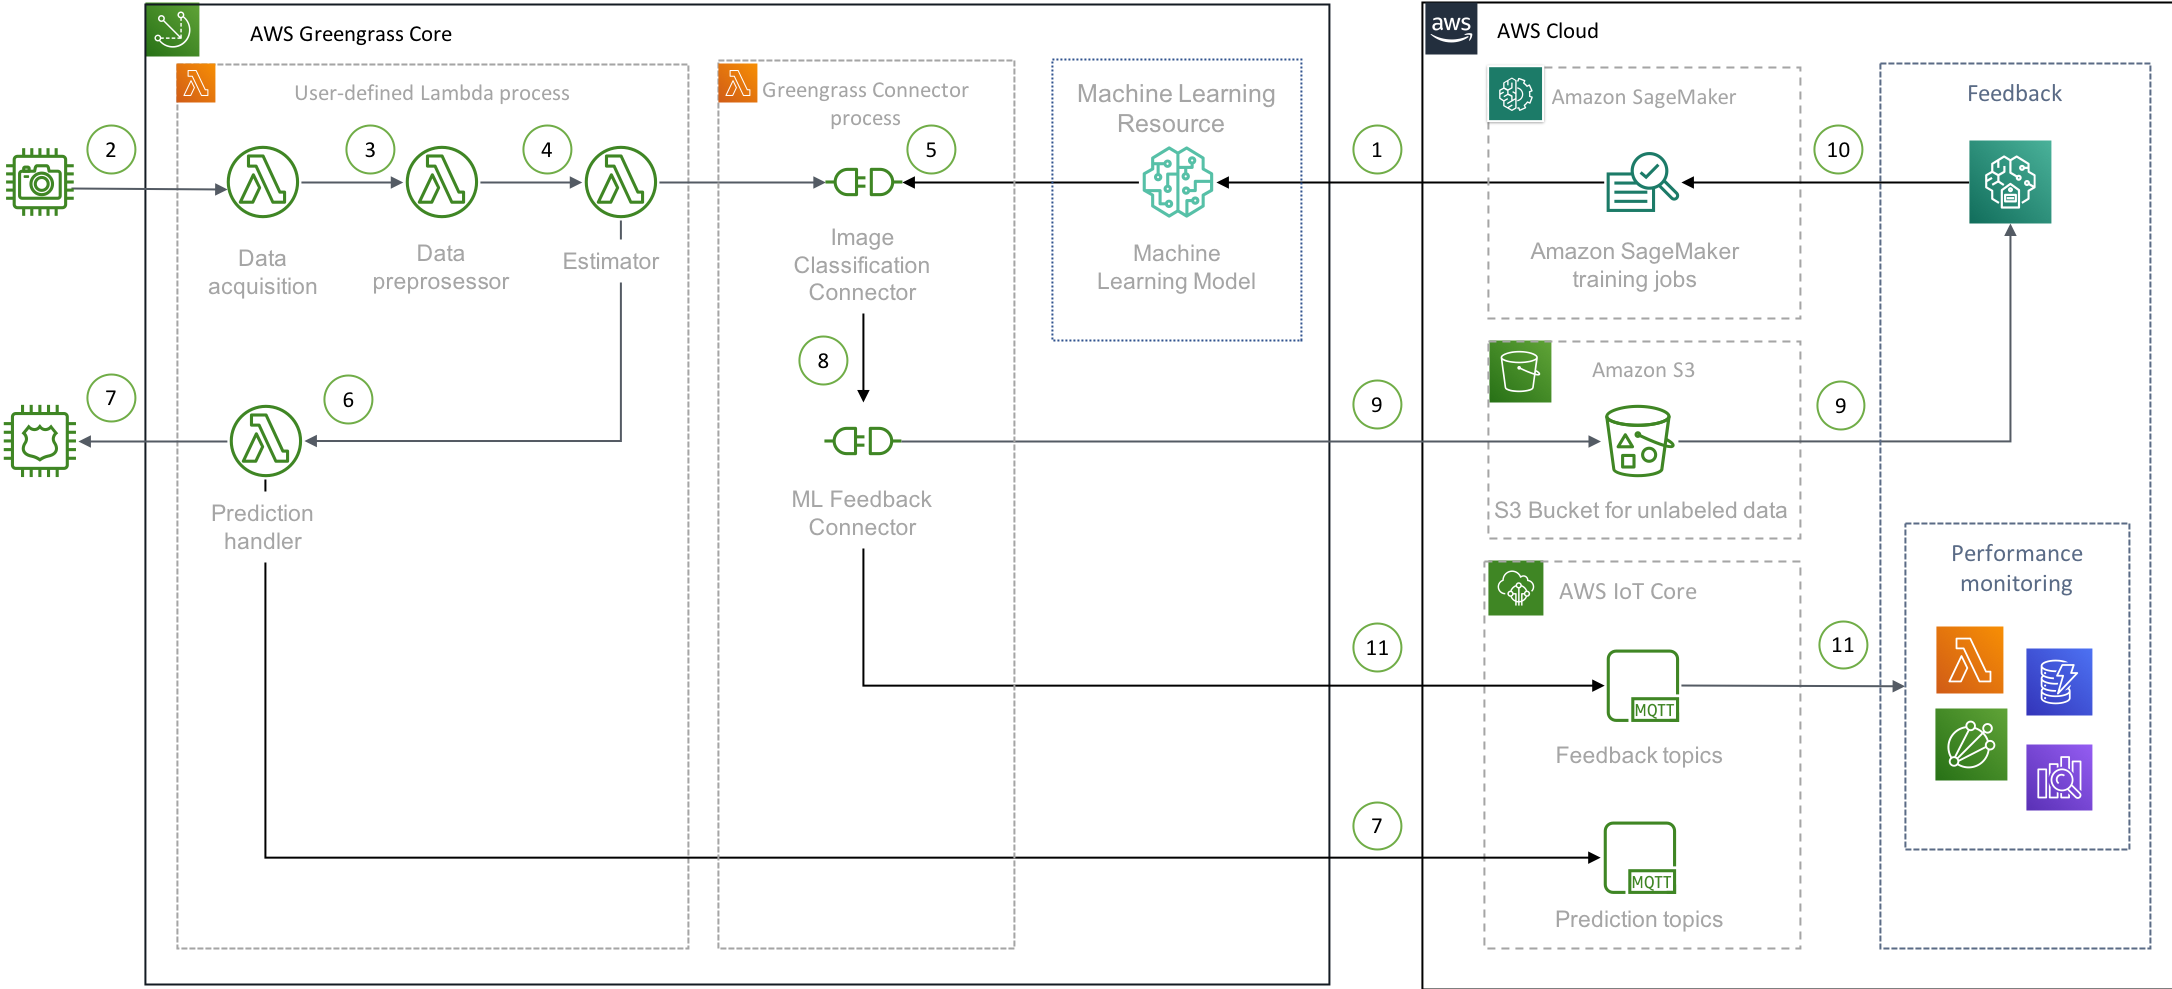 AWS Greengrass Core
aws
AWS Cloud
User-defined Lambda process
Greengrass Connector
process
Machine Learning
Resource
Amazon SageMaker
Feedback
2
3
4
5
1
10
Data
acquisition
Data
preprosessor
Estimator
Image
Classification
Connector
Machine
Learning Model
Amazon SageMaker
training jobs
8
Amazon S3
7
6
9
9
Prediction
handler
ML Feedback
Connector
S3 Bucket for unlabeled data
Performance
monitoring
AWS IoT Core
11
11
MQTT
Feedback topics
7
MQTT
Prediction topics